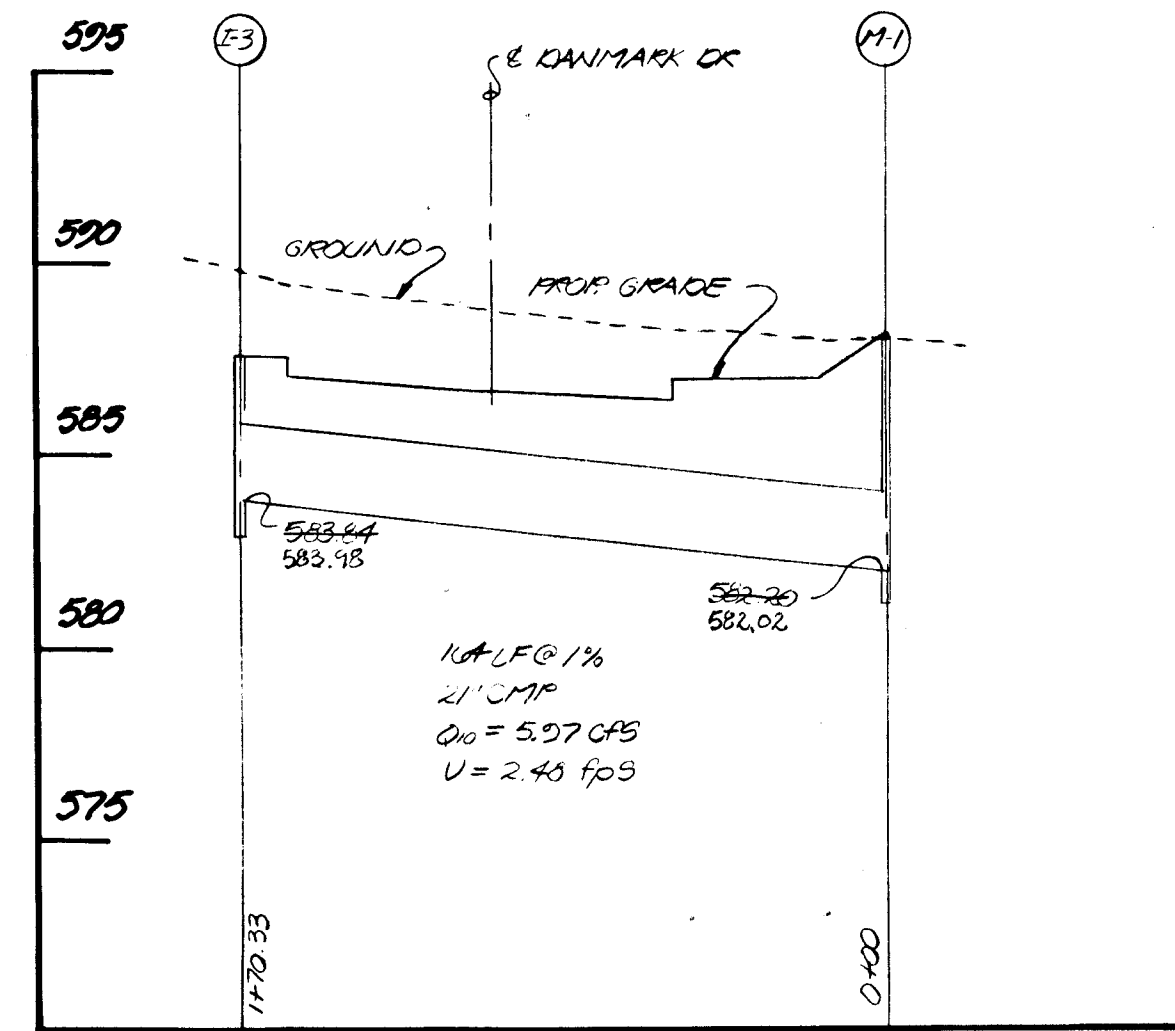 595
I-3
M-1
℄ DANMARK DR
590
GROUND
PROP. GRADE
585
583.84
583.98
582.20
582.02
580
164 LF @ 1%
21" CMP
Q10 = 5.97 cfs
V = 2.48 fps
575
1+70.33
0+00